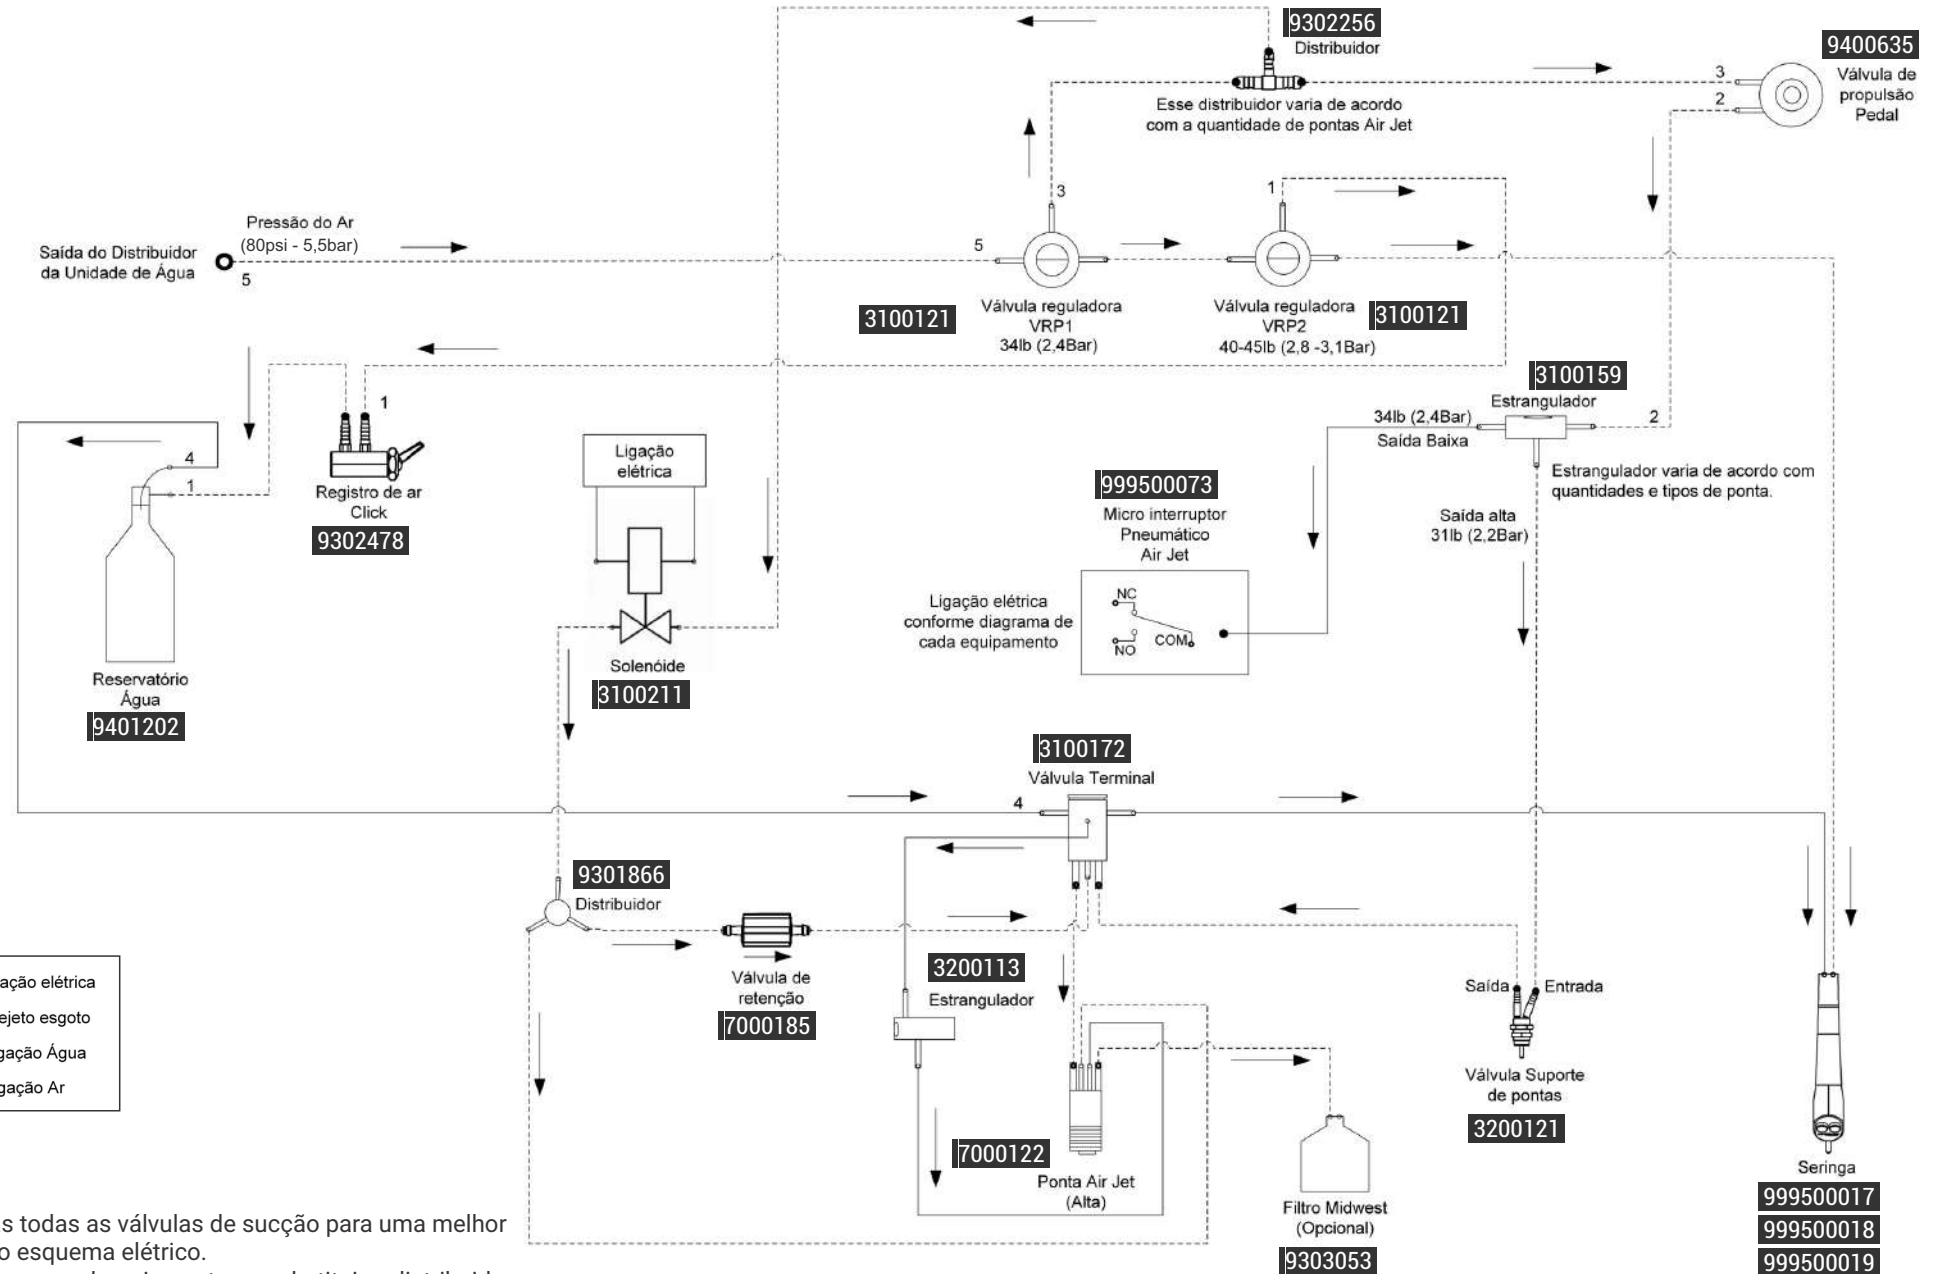 9302256
Distribuidor
9400635
Válvula de
propulsão
Pedal
3
2
Esse distribuidor varia de acordo
com a quantidade de pontas Air Jet
Pressão do Ar
(80psi - 5,5bar)
Saída do Distribuidor
da Unidade de Água
5
5
3
1
3100121
Válvula reguladora
VRP1
34lb (2,4Bar)
Válvula reguladora
VRP2
40-45lb (2,8 -3,1Bar)
3100121
3100159
Estrangulador
34lb (2,4Bar)
Saída Baixa
2
Estrangulador varia de acordo com
quantidades e tipos de ponta.
Saída alta
31lb (2,2Bar)
1
Registro de ar
Click
9302478
4
1
Reservatório
Água
9401202
Ligação
elétrica
Solenóide
3100211
999500073
Micro interruptor
Pneumático
Air Jet
Ligação elétrica
conforme diagrama de
cada equipamento
NC
NO
COM
3100172
Válvula Terminal
4
9301866
Distribuidor
Válvula de
retenção
7000185
3200113
Estrangulador
7000122
Ponta Air Jet
(Alta)
Filtro Midwest
(Opcional)
9303053
Saída
Entrada
Válvula Suporte
de pontas
3200121
Seringa
999500017
999500018
999500019
ação elétrica
ejeto esgoto
gação Água
gação Ar
s todas as válvulas de sucção para uma melhor
o esquema elétrico.